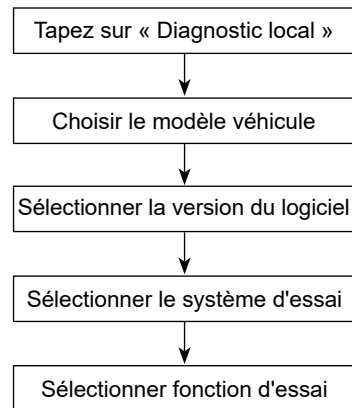 Tapez sur « Diagnostic local »
Choisir le modèle véhicule
Sélectionner la version du logiciel
Sélectionner le système d'essai
Sélectionner fonction d'essai